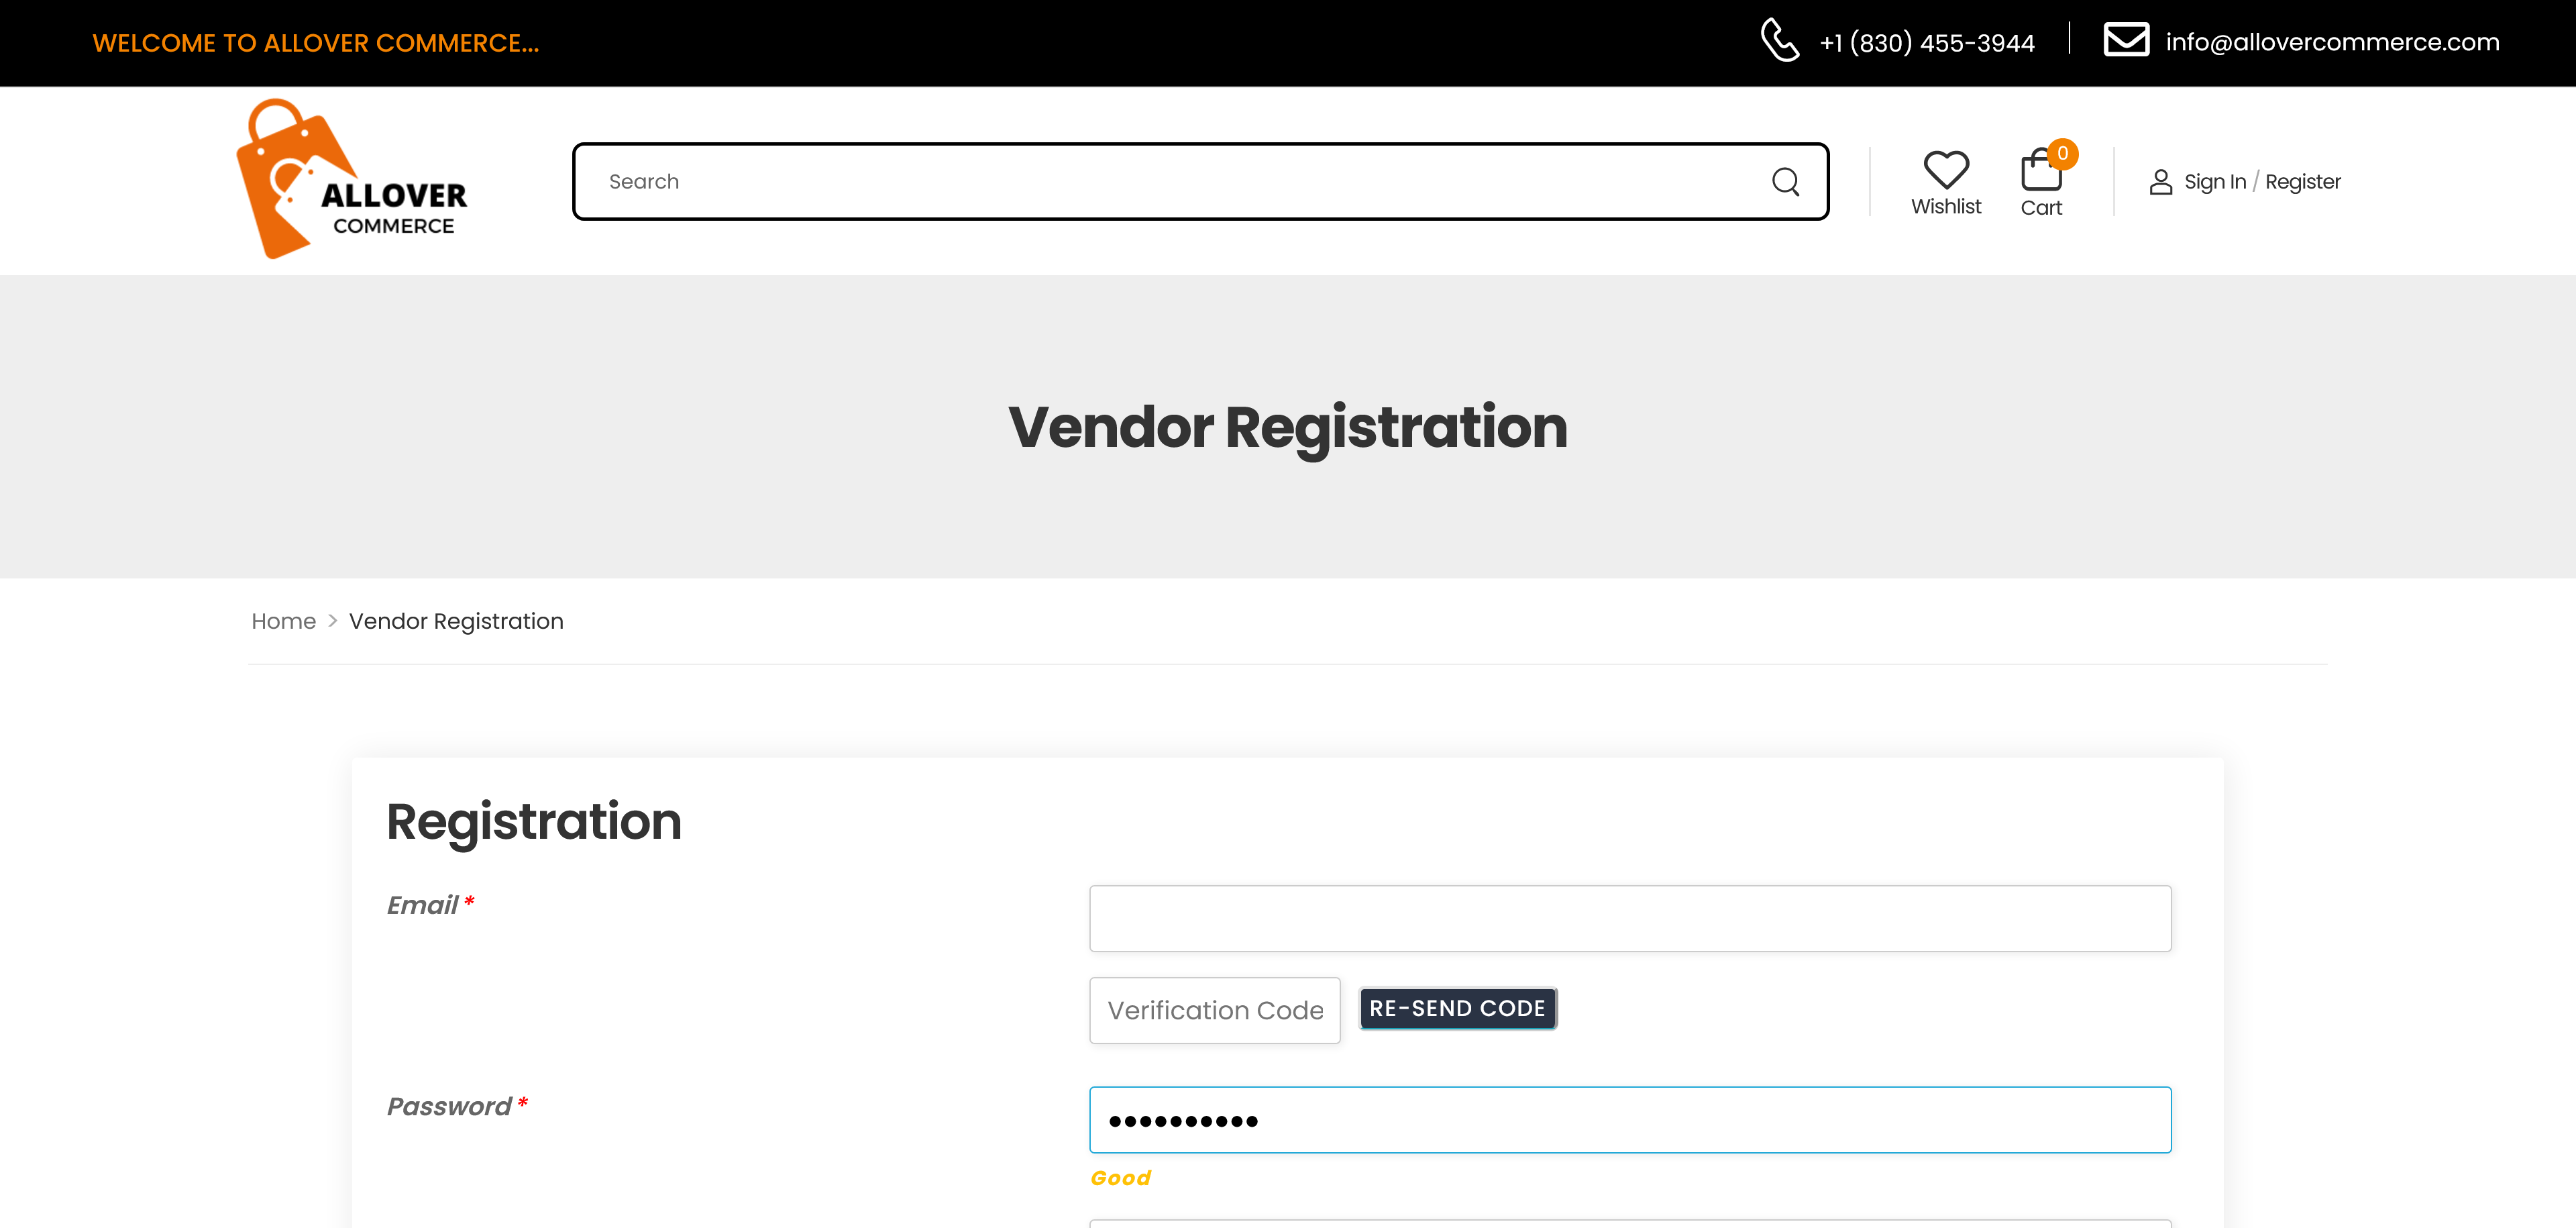 WELCOME TO ALLOVER COMMERCE...
+1 (830) 455-3944
info@allovercommerce.com
ALLOVER
COMMERCE
Search
Wishlist
0
Cart
Sign In / Register
Vendor Registration
Home > Vendor Registration
Registration
Email *
Verification Code
RE-SEND CODE
Password *
••••••••••
Good